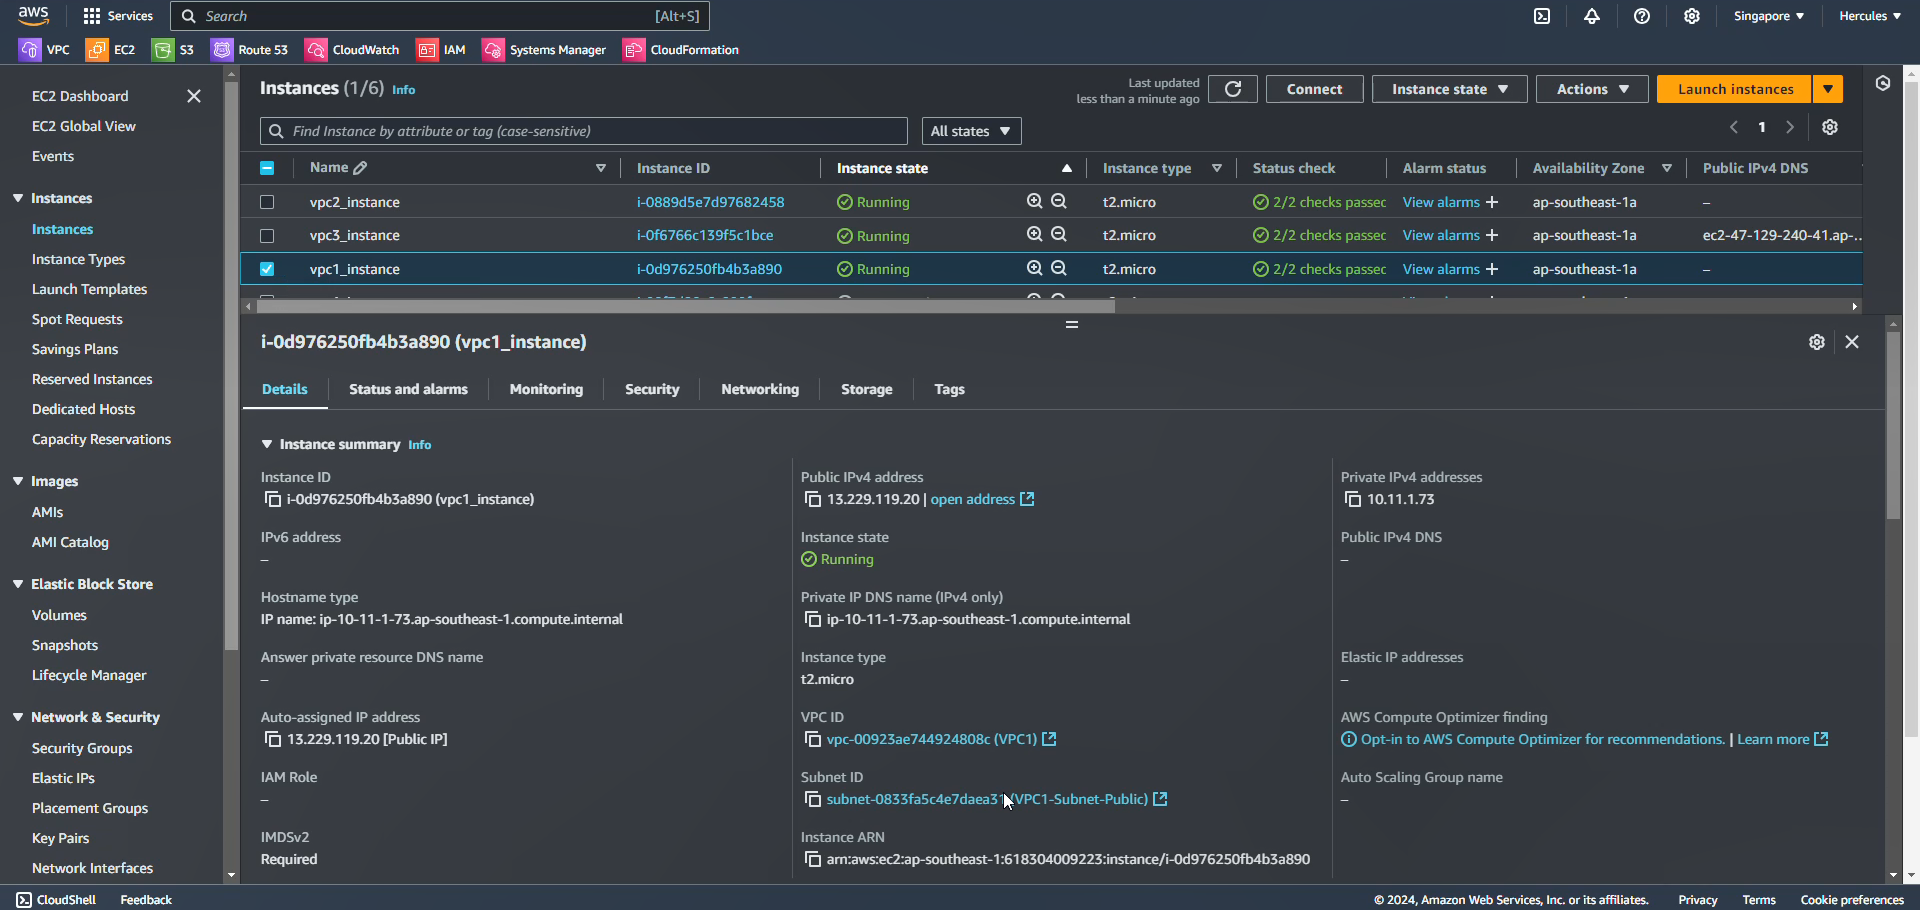 aws
Services
Search
[Alt+S]
Singapore
Hercules
VPC
EC2
S3
Route 53
CloudWatch
IAM
Systems Manager
CloudFormation
EC2 Dashboard
EC2 Global View
Events
Instances
Instances
Instance Types
Launch Templates
Spot Requests
Savings Plans
Reserved Instances
Dedicated Hosts
Capacity Reservations
Images
AMIs
AMI Catalog
Elastic Block Store
Volumes
Snapshots
Lifecycle Manager
Network & Security
Security Groups
Elastic IPs
Placement Groups
Key Pairs
Network Interfaces
Instances (1/6) Info
Last updated
less than a minute ago
Connect
Instance state
Actions
Launch instances
Find Instance by attribute or tag (case-sensitive)
All states
1
Name Instance ID Instance state Instance type Status check Alarm status Availability Zone Public IPv4 DNS
vpc2_instance i-0889d5e7d97682458 Running t2.micro 2/2 checks passec View alarms + ap-southeast-1a –
vpc3_instance i-0f6766c139f5c1bce Running t2.micro 2/2 checks passec View alarms + ap-southeast-1a ec2-47-129-240-41.ap-...
vpc1_instance i-0d976250fb4b3a890 Running t2.micro 2/2 checks passec View alarms + ap-southeast-1a –
i-0d976250fb4b3a890 (vpc1_instance)
Details
Status and alarms
Monitoring
Security
Networking
Storage
Tags
Instance summary Info
Instance ID
i-0d976250fb4b3a890 (vpc1_instance)
Public IPv4 address
13.229.119.20 | open address
Private IPv4 addresses
10.11.1.73
IPv6 address
–
Instance state
Running
Public IPv4 DNS
–
Hostname type
IP name: ip-10-11-1-73.ap-southeast-1.compute.internal
Private IP DNS name (IPv4 only)
ip-10-11-1-73.ap-southeast-1.compute.internal
Answer private resource DNS name
–
Instance type
t2.micro
Elastic IP addresses
–
Auto-assigned IP address
13.229.119.20 [Public IP]
VPC ID
vpc-00923ae744924808c (VPC1)
AWS Compute Optimizer finding
Opt-in to AWS Compute Optimizer for recommendations. | Learn more
IAM Role
–
Subnet ID
subnet-0833fa5c4e7daea31 (VPC1-Subnet-Public)
Auto Scaling Group name
–
IMDSv2
Required
Instance ARN
arn:aws:ec2:ap-southeast-1:618304009223:instance/i-0d976250fb4b3a890
CloudShell
Feedback
© 2024, Amazon Web Services, Inc. or its affiliates.
Privacy
Terms
Cookie preferences